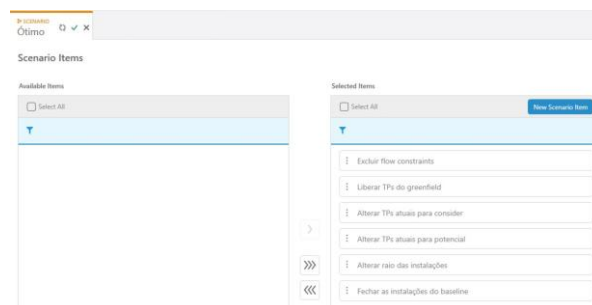 SCENARIO
Ótimo
Scenario Items
Available Items
Select All
Selected Items
Select All
New Scenario Item
Excluir flow constraints
Liberar TPs do greenfield
Alterar TPs atuais para consider
Alterar TPs atuais para potencial
Alterar raio das instalações
Fechar as instalações do baseline